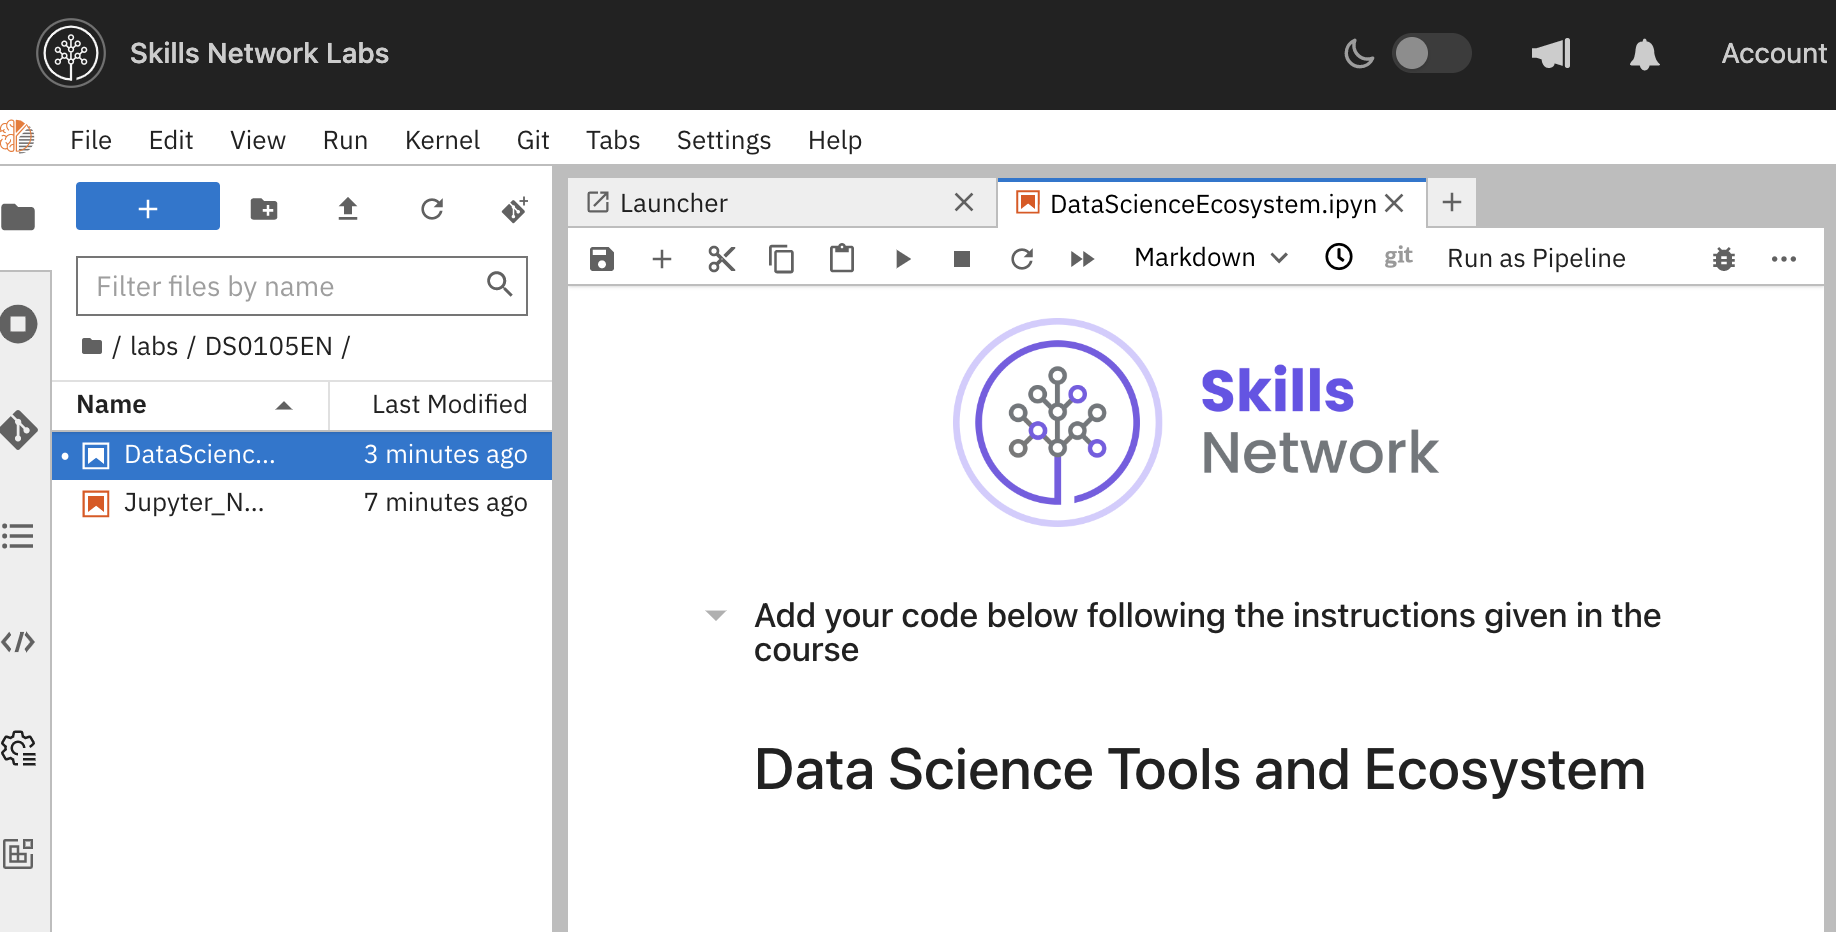 Skills Network Labs
Account
File Edit View Run Kernel Git Tabs Settings Help
+
Launcher
DataScienceEcosystem.ipyn
+
Markdown
git
Run as Pipeline
Filter files by name
/ labs / DS0105EN /
Name Last Modified
DataScienc... 3 minutes ago
Jupyter_N... 7 minutes ago
Skills
Network
Add your code below following the instructions given in the
course
Data Science Tools and Ecosystem